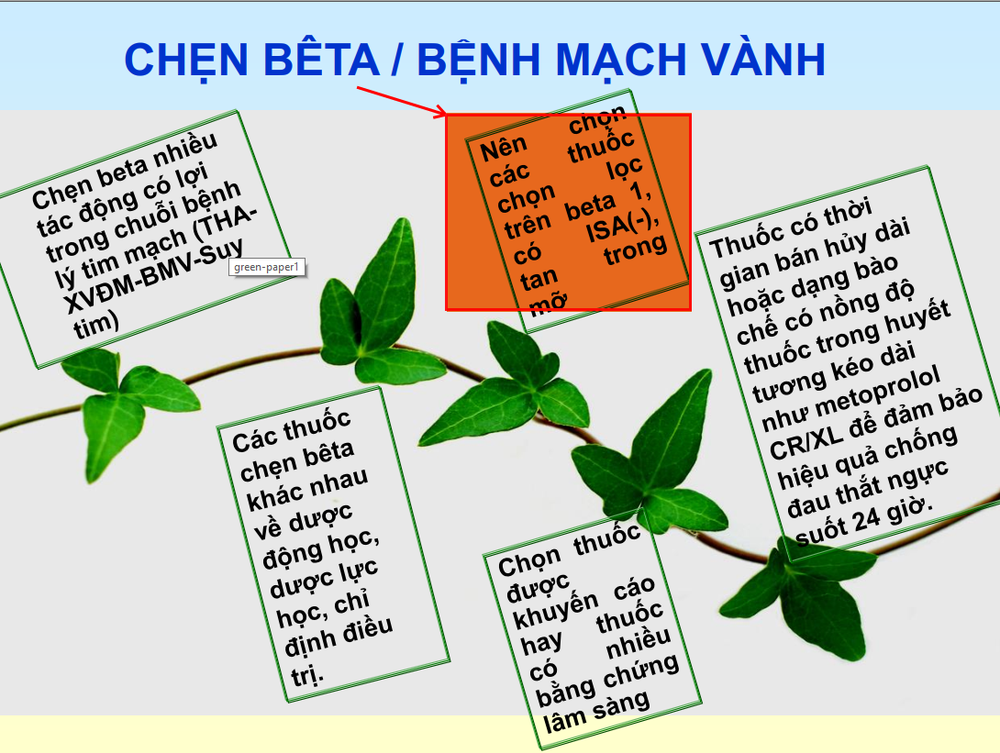 CHẸN BÊTA / BỆNH MẠCH VÀNH
Chẹn beta nhiều
tác động có lợi
trong chuỗi bệnh
lý tim mạch (THA-
XVĐM-BMV-Suy
tim)
green-paper1
Các thuốc
chẹn bêta
khác nhau
về dược
động học,
dược lực
học, chỉ
định điều
trị.
Nên chọn
các thuốc
chọn lọc
trên beta 1,
có ISA(-),
tan trong
mỡ
Chọn thuốc
được
khuyến cáo
hay thuốc
có nhiều
bằng chứng
lâm sàng
Thuốc có thời
gian bán hủy dài
hoặc dạng bào
chế có nồng độ
thuốc trong huyết
tương kéo dài
như metoprolol
CR/XL để đảm bảo
hiệu quả chống
đau thắt ngực
suốt 24 giờ.